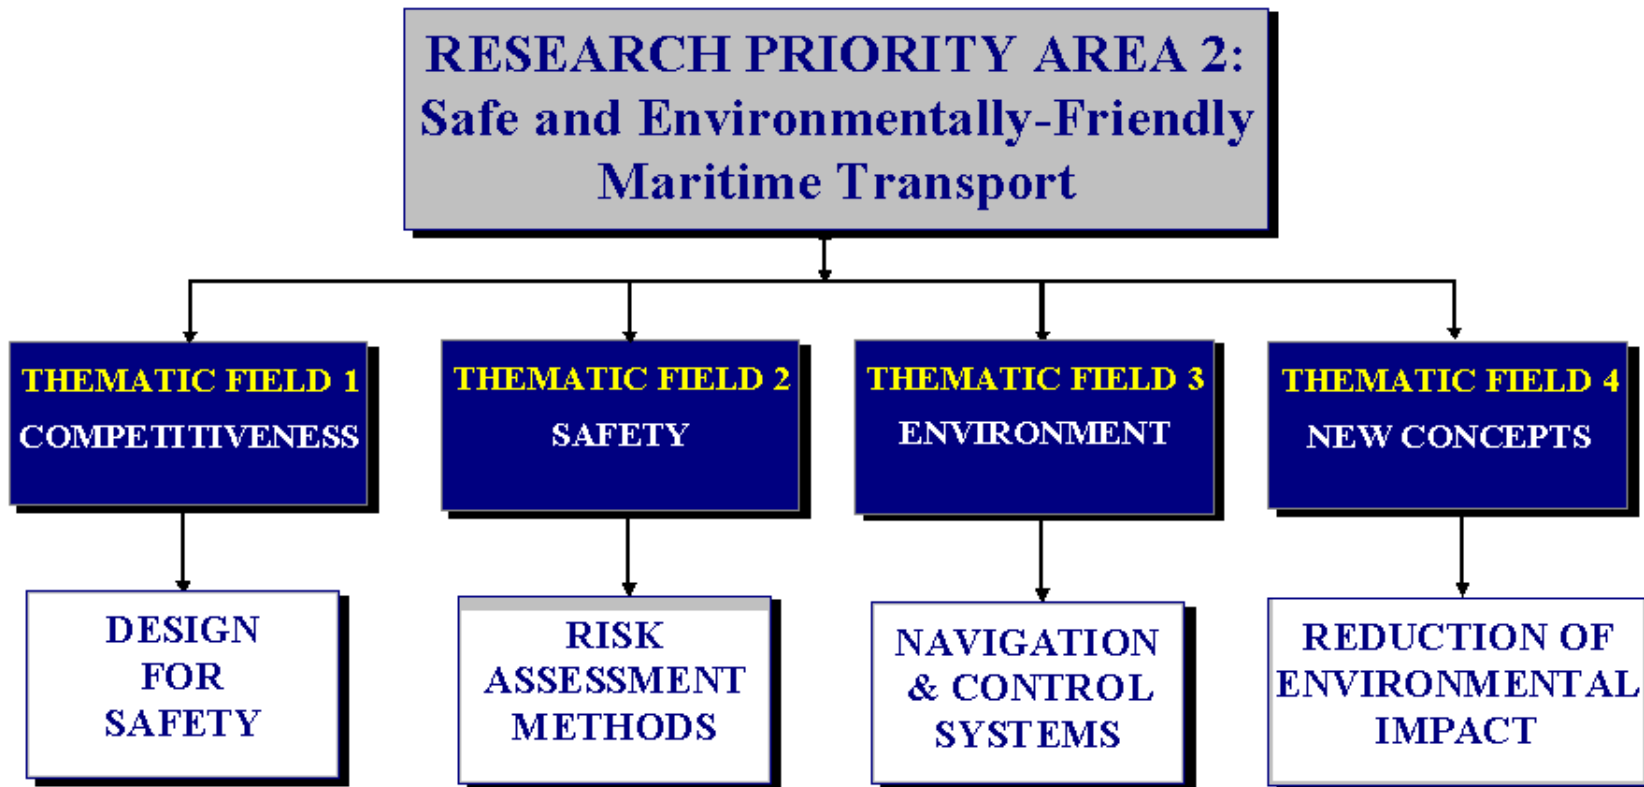 RESEARCH PRIORITY AREA 2:
Safe and Environmentally-Friendly
Maritime Transport
THEMATIC FIELD 1
COMPETITIVENESS
THEMATIC FIELD 2
SAFETY
THEMATIC FIELD 3
ENVIRONMENT
THEMATIC FIELD 4
NEW CONCEPTS
DESIGN
FOR
SAFETY
RISK
ASSESSMENT
METHODS
NAVIGATION
& CONTROL
SYSTEMS
REDUCTION OF
ENVIRONMENTAL
IMPACT